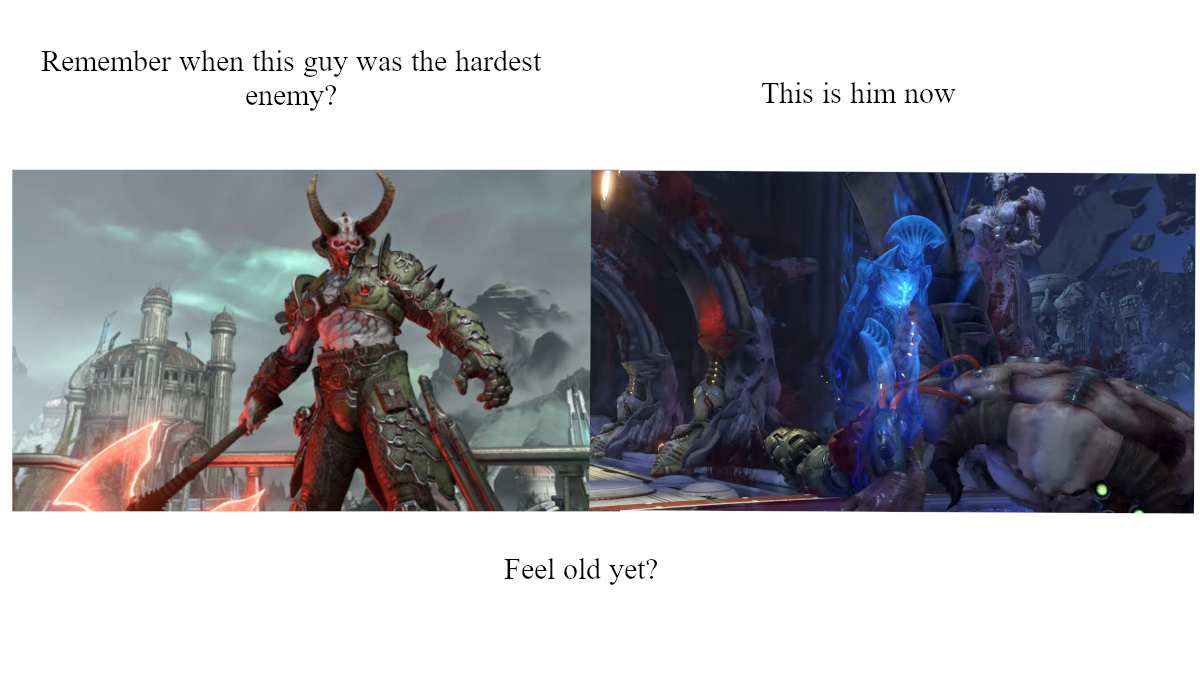 Remember when this guy was the hardest
enemy?
This is him now
Feel old yet?